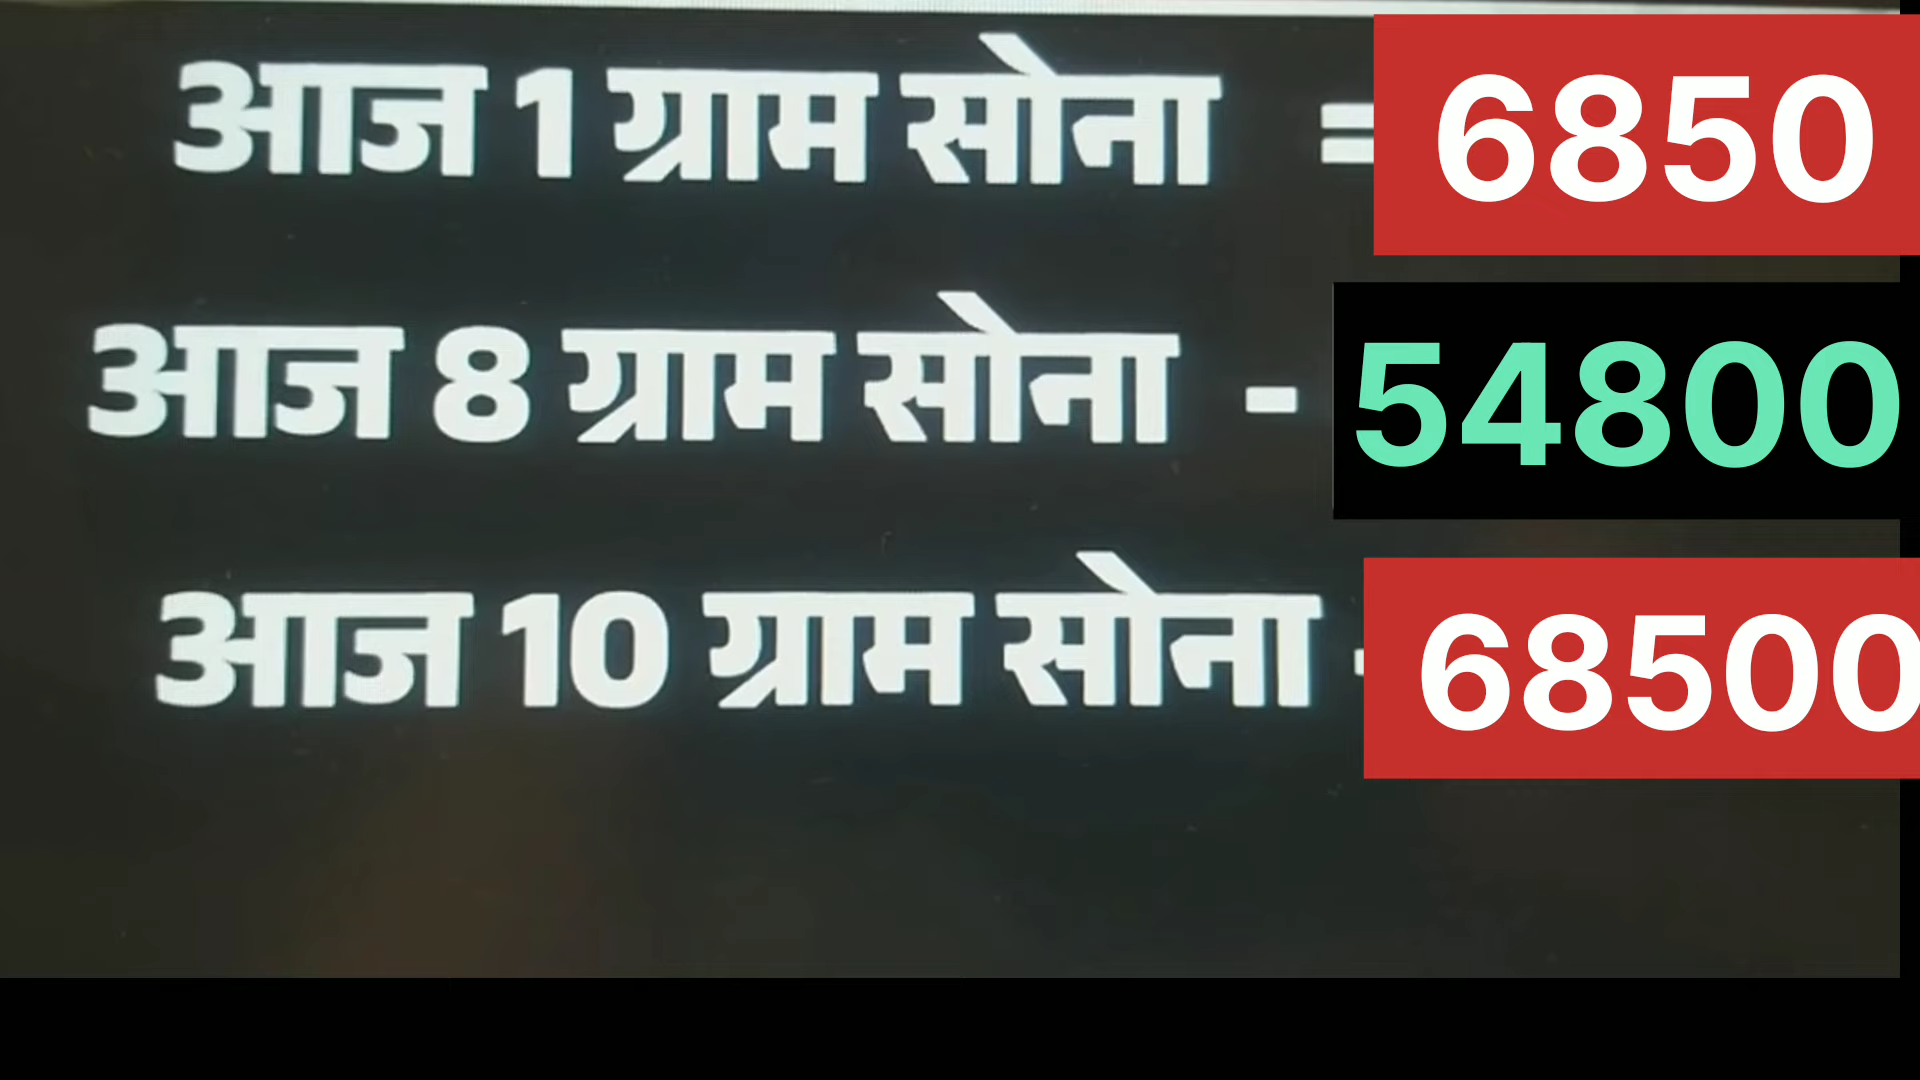 आज 1 ग्राम सोना = 6850
आज 8 ग्राम सोना - 54800
आज 10 ग्राम सोना - 68500